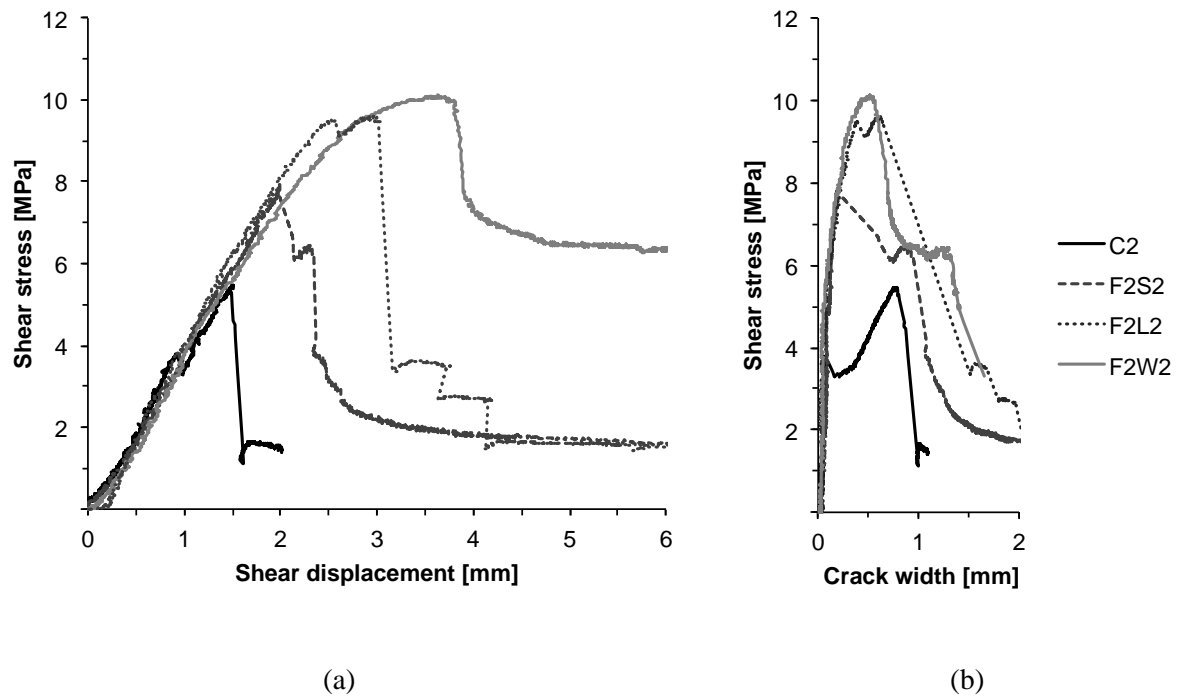 12
10
8
6
4
2
0 1 2 3 4 5 6
Shear stress [MPa]
Shear displacement [mm]
(a)
12
10
8
6
4
2
0 1 2
Shear stress [MPa]
Crack width [mm]
(b)
C2
F2S2
F2L2
F2W2